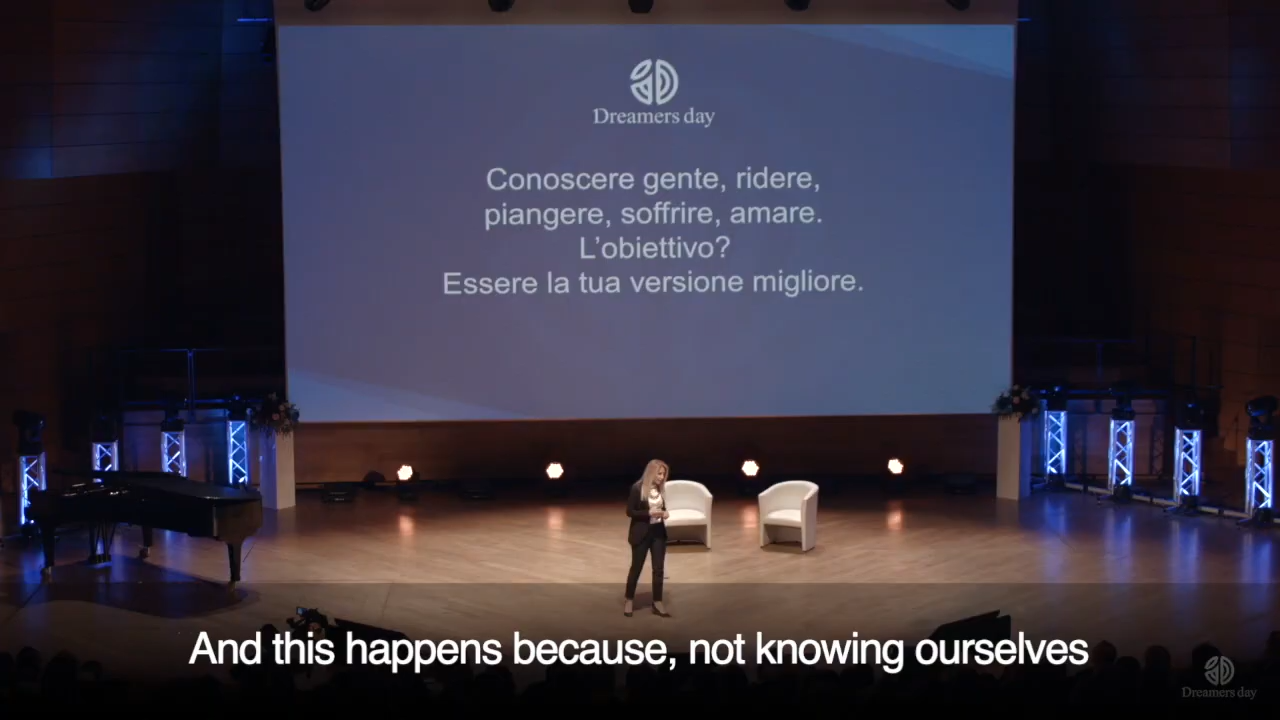 Dreamers day
Conoscere gente, ridere,
piangere, soffrire, amare.
L'obiettivo?
Essere la tua versione migliore.
And this happens because, not knowing ourselves
Dreamers day